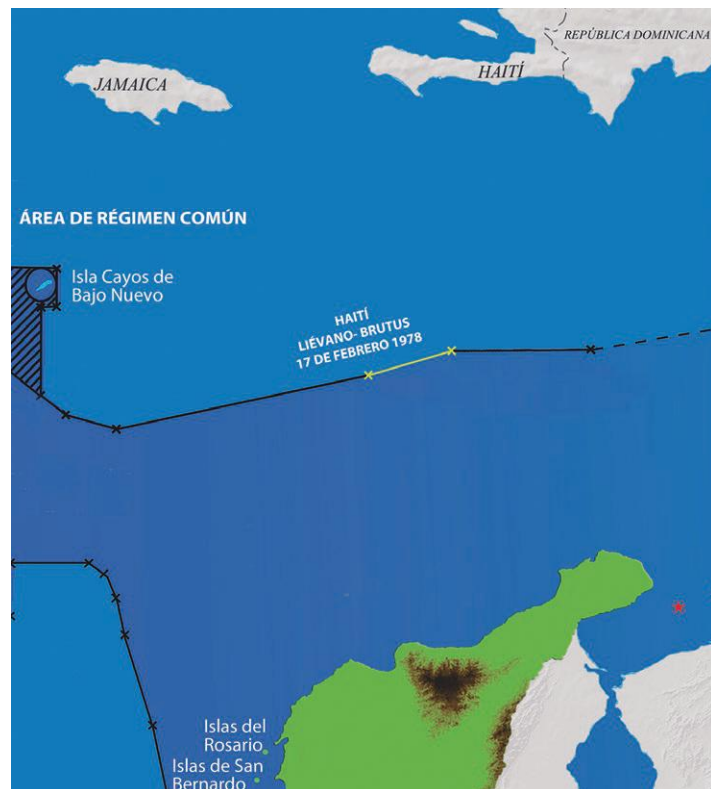 REPÚBLICA DOMINICANA
HAITÍ
JAMAICA
ÁREA DE RÉGIMEN COMÚN
Isla Cayos de
Bajo Nuevo
HAITÍ
LIÉVANO- BRUTUS
17 DE FEBRERO 1978
Islas del
Rosario
Islas de San
Bernardo